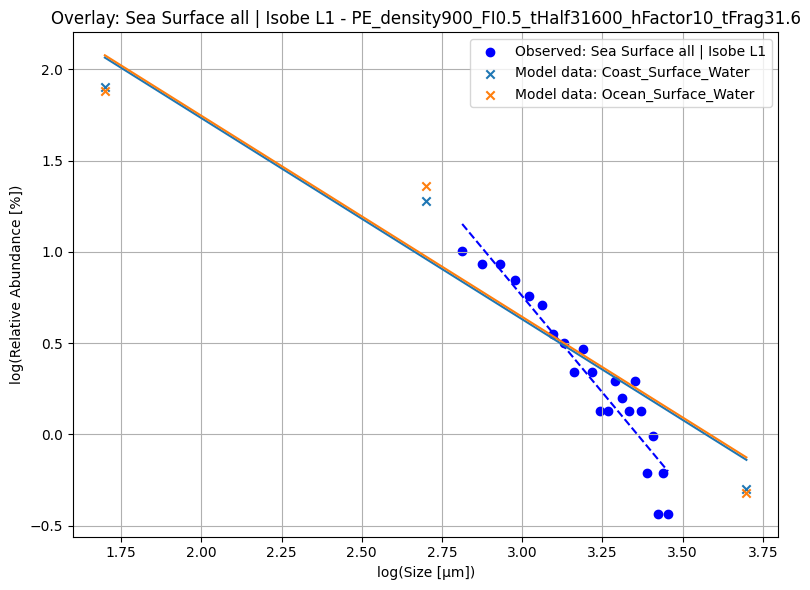 Overlay: Sea Surface all | Isobe L1 - PE_density900_FI0.5_tHalf31600_hFactor10_tFrag31.6
Observed: Sea Surface all | Isobe L1
Model data: Coast_Surface_Water
Model data: Ocean_Surface_Water
log(Relative Abundance [%])
2.0
1.5
1.0
0.5
0.0
−0.5
1.75 2.00 2.25 2.50 2.75 3.00 3.25 3.50 3.75
log(Size [µm])